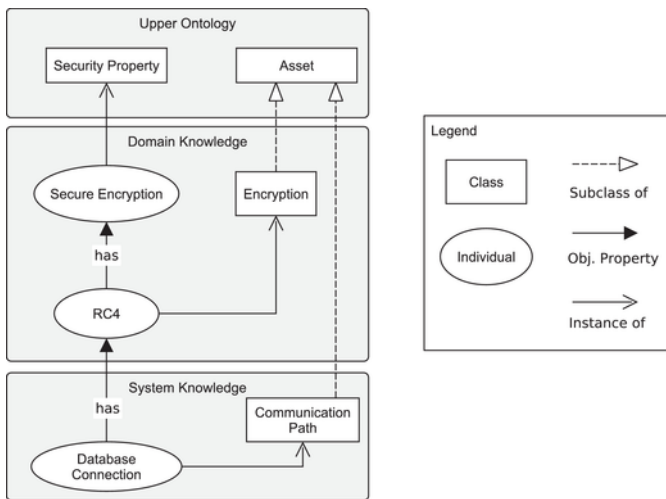 Upper Ontology
Security Property
Asset
Domain Knowledge
Secure Encryption
Encryption
has
RC4
System Knowledge
has
Communication
Path
Database
Connection
Legend
Class
Subclass of
Individual
Obj. Property
Instance of